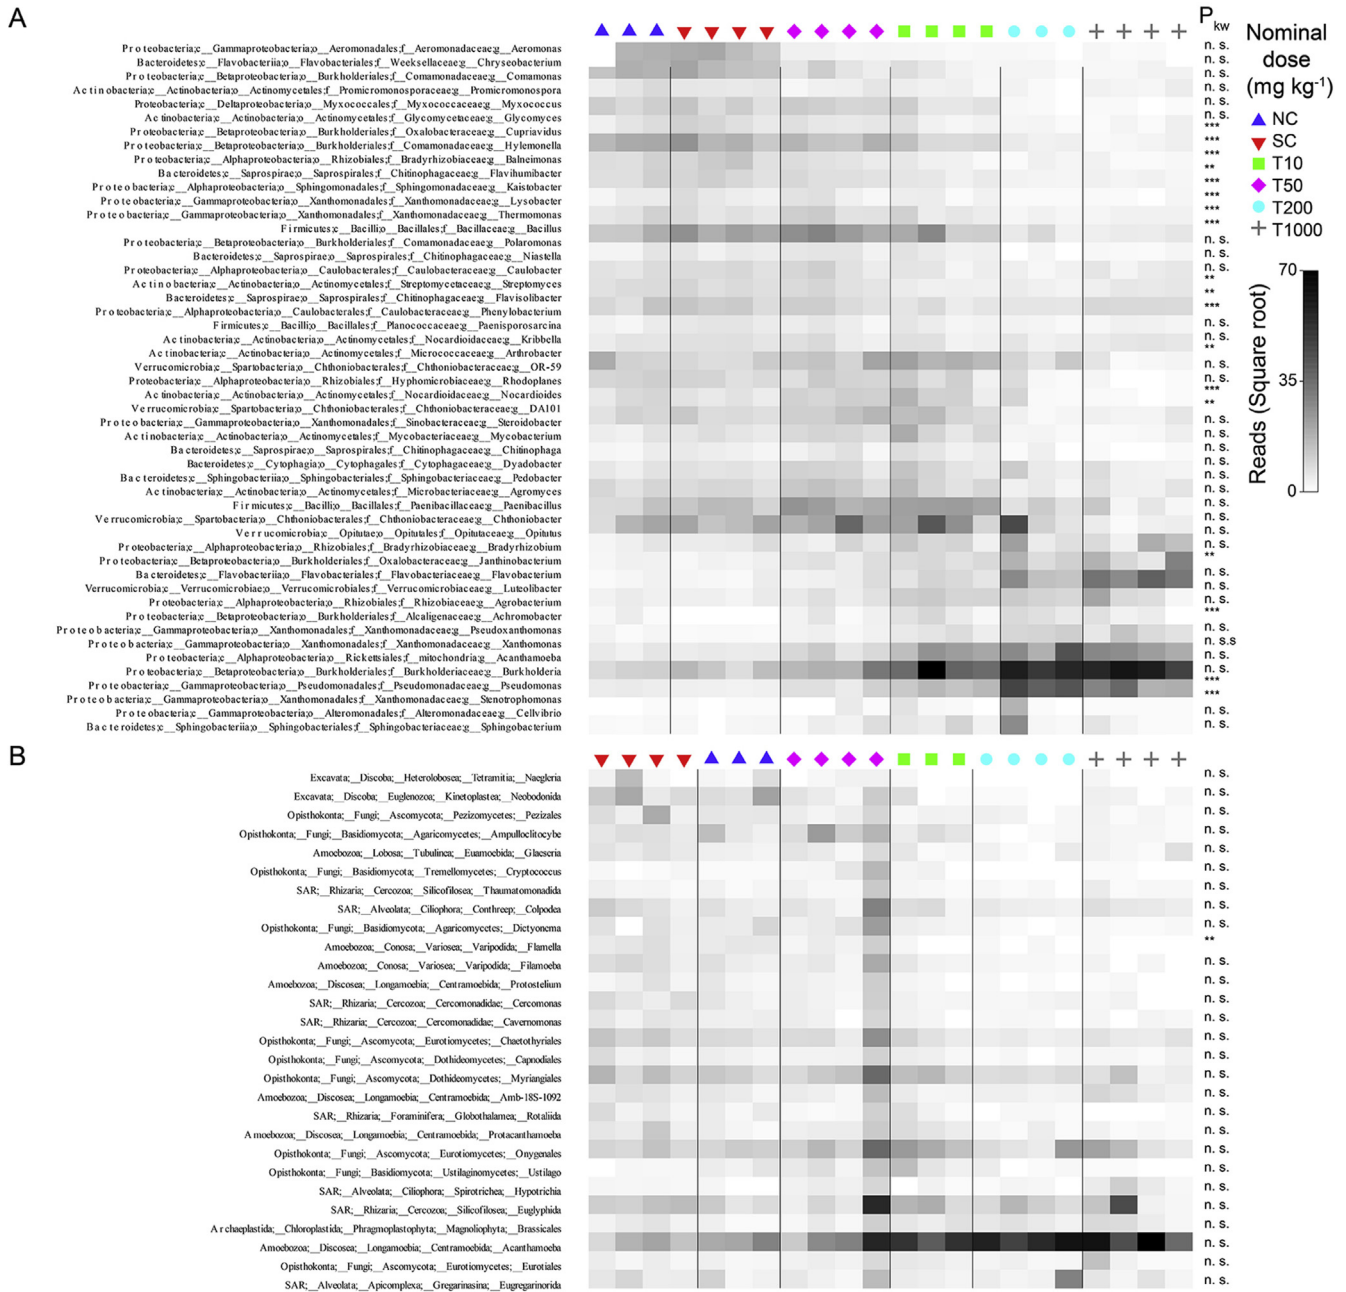 A
P kw
Nominal
dose
(mg kg-1)
NC
SC
T10
T50
T200
T1000
70
35
0
Reads (Square root)
Proteobacteria;c__Gammaproteobacteria;o__Aeromonadales;f__Aeromonadaceae;g__Aeromonas n. s.
Bacteroidetes;c__Flavobacteriia;o__Flavobacteriales;f__Weeksellaceae;g__Chryseobacterium n. s.
Proteobacteria;c__Betaproteobacteria;o__Burkholderiales;f__Comamonadaceae;g__Comamonas n. s.
Actinobacteria;c__Actinobacteria;o__Actinomycetales;f__Promicromonosporaceae;g__Promicromonospora n. s.
Proteobacteria;c__Deltaproteobacteria;o__Myxococcales;f__Myxococcaceae;g__Myxococcus n. s.
Actinobacteria;c__Actinobacteria;o__Actinomycetales;f__Glycomycetaceae;g__Glycomyces n. s.
Proteobacteria;c__Betaproteobacteria;o__Burkholderiales;f__Oxalobacteraceae;g__Cupriavidus ***
Proteobacteria;c__Betaproteobacteria;o__Burkholderiales;f__Comamonadaceae;g__Hylemonella ***
Proteobacteria;c__Alphaproteobacteria;o__Rhizobiales;f__Bradyrhizobiaceae;g__Balneimonas ***
Bacteroidetes;c__Saprospirae;o__Saprospirales;f__Chitinophagaceae;g__Flavihumibacter **
Proteobacteria;c__Alphaproteobacteria;o__Sphingomonadales;f__Sphingomonadaceae;g__Kaistobacter ***
Proteobacteria;c__Gammaproteobacteria;o__Xanthomonadales;f__Xanthomonadaceae;g__Lysobacter ***
Proteobacteria;c__Gammaproteobacteria;o__Xanthomonadales;f__Xanthomonadaceae;g__Thermomonas ***
Firmicutes;c__Bacilli;o__Bacillales;f__Bacillaceae;g__Bacillus ***
Proteobacteria;c__Betaproteobacteria;o__Burkholderiales;f__Comamonadaceae;g__Polaromonas n. s.
Bacteroidetes;c__Saprospirae;o__Saprospirales;f__Chitinophagaceae;g__Niastella n. s.
Proteobacteria;c__Alphaproteobacteria;o__Caulobacterales;f__Caulobacteraceae;g__Caulobacter n. s.
Actinobacteria;c__Actinobacteria;o__Actinomycetales;f__Streptomycetaceae;g__Streptomyces **
Bacteroidetes;c__Saprospirae;o__Saprospirales;f__Chitinophagaceae;g__Flavisolibacter **
Proteobacteria;c__Alphaproteobacteria;o__Caulobacterales;f__Caulobacteraceae;g__Phenylobacterium ***
Firmicutes;c__Bacilli;o__Bacillales;f__Planococcaceae;g__Paenisporosarcina n. s.
Actinobacteria;c__Actinobacteria;o__Actinomycetales;f__Nocardioidaceae;g__Kribbella n. s.
Actinobacteria;c__Actinobacteria;o__Actinomycetales;f__Micrococcaceae;g__Arthrobacter **
Verrucomicrobia;c__Spartobacteria;o__Chthoniobacterales;f__Chthoniobacteraceae;g__OR-59 n. s.
Proteobacteria;c__Alphaproteobacteria;o__Rhizobiales;f__Hyphomicrobiaceae;g__Rhodoplanes n. s.
Actinobacteria;c__Actinobacteria;o__Actinomycetales;f__Nocardioidaceae;g__Nocardioides ***
Verrucomicrobia;c__Spartobacteria;o__Chthoniobacterales;f__Chthoniobacteraceae;g__DA101 **
Proteobacteria;c__Gammaproteobacteria;o__Xanthomonadales;f__Sinobacteraceae;g__Steroidobacter n. s.
Actinobacteria;c__Actinobacteria;o__Actinomycetales;f__Mycobacteriaceae;g__Mycobacterium n. s.
Bacteroidetes;c__Saprospirae;o__Saprospirales;f__Chitinophagaceae;g__Chitinophaga n. s.
Bacteroidetes;c__Cytophagia;o__Cytophagales;f__Cytophagaceae;g__Dyadobacter n. s.
Bacteroidetes;c__Sphingobacteriia;o__Sphingobacteriales;f__Sphingobacteriaceae;g__Pedobacter n. s.
Actinobacteria;c__Actinobacteria;o__Actinomycetales;f__Microbacteriaceae;g__Agromyces n. s.
Firmicutes;c__Bacilli;o__Bacillales;f__Paenibacillaceae;g__Paenibacillus n. s.
Verrucomicrobia;c__Spartobacteria;o__Chthoniobacterales;f__Chthoniobacteraceae;g__Chthoniobacter n. s.
Verrucomicrobia;c__Opitutae;o__Opitutales;f__Opitutaceae;g__Opitutus n. s.
Proteobacteria;c__Alphaproteobacteria;o__Rhizobiales;f__Bradyrhizobiaceae;g__Bradyrhizobium n. s.
Proteobacteria;c__Betaproteobacteria;o__Burkholderiales;f__Oxalobacteraceae;g__Janthinobacterium **
Bacteroidetes;c__Flavobacteriia;o__Flavobacteriales;f__Flavobacteriaceae;g__Flavobacterium n. s.
Verrucomicrobia;c__Verrucomicrobiae;o__Verrucomicrobiales;f__Verrucomicrobiaceae;g__Luteolibacter n. s.
Proteobacteria;c__Alphaproteobacteria;o__Rhizobiales;f__Rhizobiaceae;g__Agrobacterium n. s.
Proteobacteria;c__Betaproteobacteria;o__Burkholderiales;f__Alcaligenaceae;g__Achromobacter ***
Proteobacteria;c__Gammaproteobacteria;o__Xanthomonadales;f__Xanthomonadaceae;g__Pseudoxanthomonas n. s.
Proteobacteria;c__Gammaproteobacteria;o__Xanthomonadales;f__Xanthomonadaceae;g__Xanthomonas n. s.s
Proteobacteria;c__Alphaproteobacteria;o__Rickettsiales;f__mitochondria;g__Acanthamoeba n. s.
Proteobacteria;c__Betaproteobacteria;o__Burkholderiales;f__Burkholderiaceae;g__Burkholderia n. s.
Proteobacteria;c__Gammaproteobacteria;o__Pseudomonadales;f__Pseudomonadaceae;g__Pseudomonas ***
Proteobacteria;c__Gammaproteobacteria;o__Xanthomonadales;f__Xanthomonadaceae;g__Stenotrophomonas ***
Proteobacteria;c__Gammaproteobacteria;o__Alteromonadales;f__Alteromonadaceae;g__Cellvibrio n. s.
Bacteroidetes;c__Sphingobacteriia;o__Sphingobacteriales;f__Sphingobacteriaceae;g__Sphingobacterium n. s.
B
Excavata;__Discoba;__Heterolobosea;__Tetramitia;__Naegleria n. s.
Excavata;__Discoba;__Euglenozoa;__Kinetoplastea;__Neobodonida n. s.
Opisthokonta;__Fungi;__Ascomycota;__Pezizomycetes;__Pezizales n. s.
Opisthokonta;__Fungi;__Basidiomycota;__Agaricomycetes;__Ampulloclitocybe n. s.
Amoebozoa;__Lobosa;__Tubulinea;__Euamoebida;__Glaeseria n. s.
Opisthokonta;__Fungi;__Basidiomycota;__Tremellomycetes;__Cryptococcus n. s.
SAR;__Rhizaria;__Cercozoa;__Silicofilosea;__Thaumatomonadida n. s.
SAR;__Alveolata;__Ciliophora;__Conthreep;__Colpodea n. s.
Opisthokonta;__Fungi;__Basidiomycota;__Agaricomycetes;__Dictyonema n. s.
Amoebozoa;__Conosa;__Variosea;__Varipodida;__Flamella **
Amoebozoa;__Conosa;__Variosea;__Varipodida;__Filamoeba n. s.
Amoebozoa;__Discosea;__Longamoebia;__Centramoebida;__Protostelium n. s.
SAR;__Rhizaria;__Cercozoa;__Cercomonadidae;__Cercomonas n. s.
SAR;__Rhizaria;__Cercozoa;__Cercomonadidae;__Cavernomonas n. s.
Opisthokonta;__Fungi;__Ascomycota;__Eurotiomycetes;__Chaetothyriales n. s.
Opisthokonta;__Fungi;__Ascomycota;__Dothideomycetes;__Capnodiales n. s.
Opisthokonta;__Fungi;__Ascomycota;__Dothideomycetes;__Myriangiales n. s.
Amoebozoa;__Discosea;__Longamoebia;__Centramoebida;__Amb-18S-1092 n. s.
SAR;__Rhizaria;__Foraminifera;__Globothalamea;__Rotaliida n. s.
Amoebozoa;__Discosea;__Longamoebia;__Centramoebida;__Protacanthamoeba n. s.
Opisthokonta;__Fungi;__Ascomycota;__Eurotiomycetes;__Onygenales n. s.
Opisthokonta;__Fungi;__Basidiomycota;__Ustilaginomycetes;__Ustilago n. s.
SAR;__Alveolata;__Ciliophora;__Spirotrichea;__Hypotrichia n. s.
SAR;__Rhizaria;__Cercozoa;__Silicofilosea;__Euglyphida n. s.
Archaeplastida;__Chloroplastida;__Phragmoplastophyta;__Magnoliophyta;__Brassicales n. s.
Amoebozoa;__Discosea;__Longamoebia;__Centramoebida;__Acanthamoeba n. s.
Opisthokonta;__Fungi;__Ascomycota;__Eurotiomycetes;__Eurotiales n. s.
SAR;__Alveolata;__Apicomplexa;__Gregarinasina;__Eugregarinorida n. s.